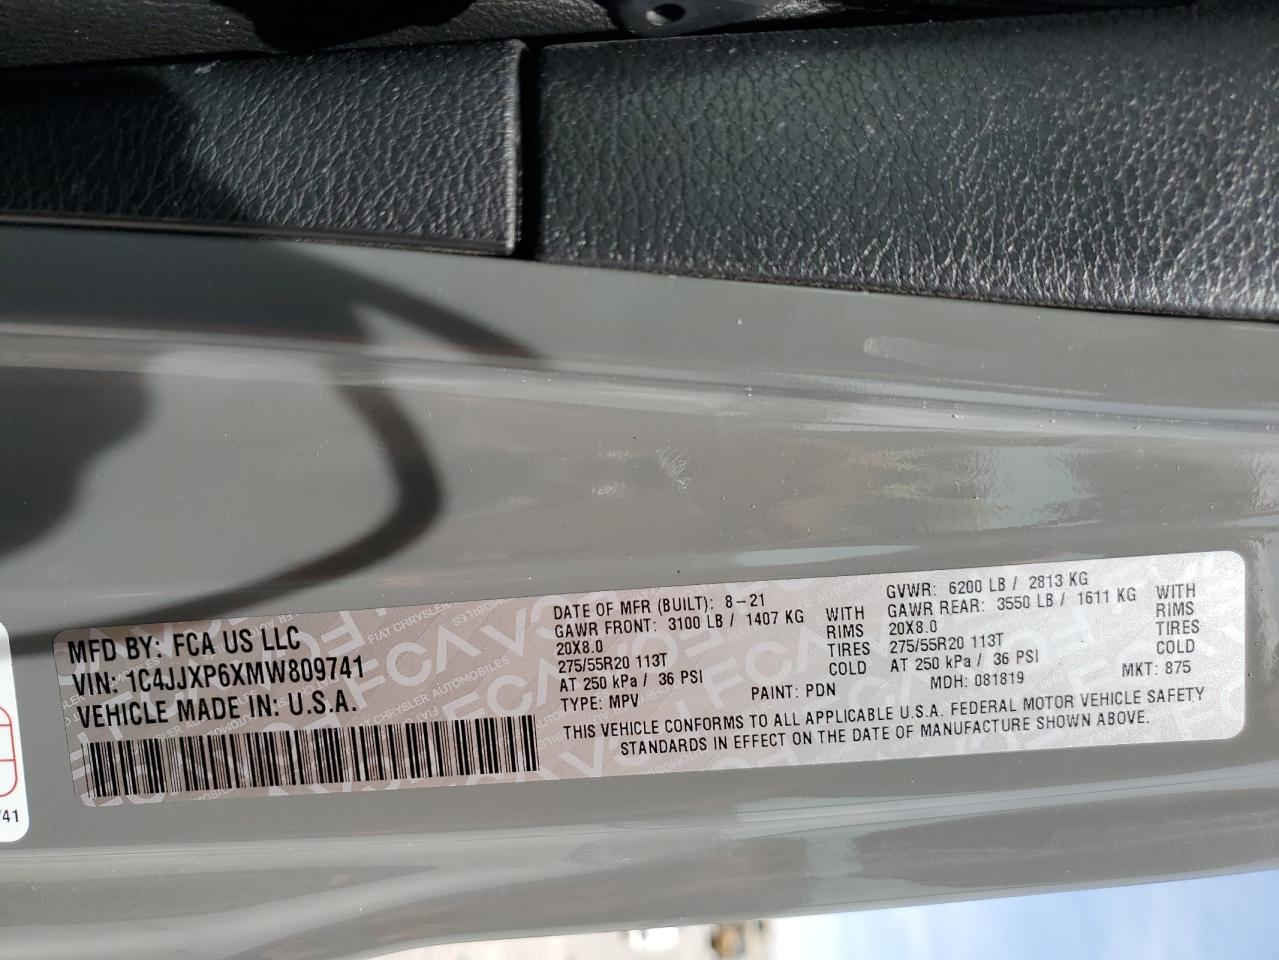 MFD BY: FCA US LLC
VIN: 1C4JJXP6XMW809741
VEHICLE MADE IN: U.S.A.
DATE OF MFR (BUILT): 8-21
GAWR FRONT: 3100 LB / 1407 KG WITH
20X8.0 RIMS
275/55R20 113T TIRES
AT 250 kPa / 36 PSI COLD
TYPE: MPV PAINT: PDN
GVWR: 6200 LB / 2813 KG
GAWR REAR: 3550 LB / 1611 KG WITH
20X8.0 RIMS
275/55R20 113T TIRES
AT 250 kPa / 36 PSI COLD
MDH: 081819 MKT: 875
THIS VEHICLE CONFORMS TO ALL APPLICABLE U.S.A. FEDERAL MOTOR VEHICLE SAFETY
STANDARDS IN EFFECT ON THE DATE OF MANUFACTURE SHOWN ABOVE.
FCA
FIAT CHRYSLER AUTOMOBILES
741